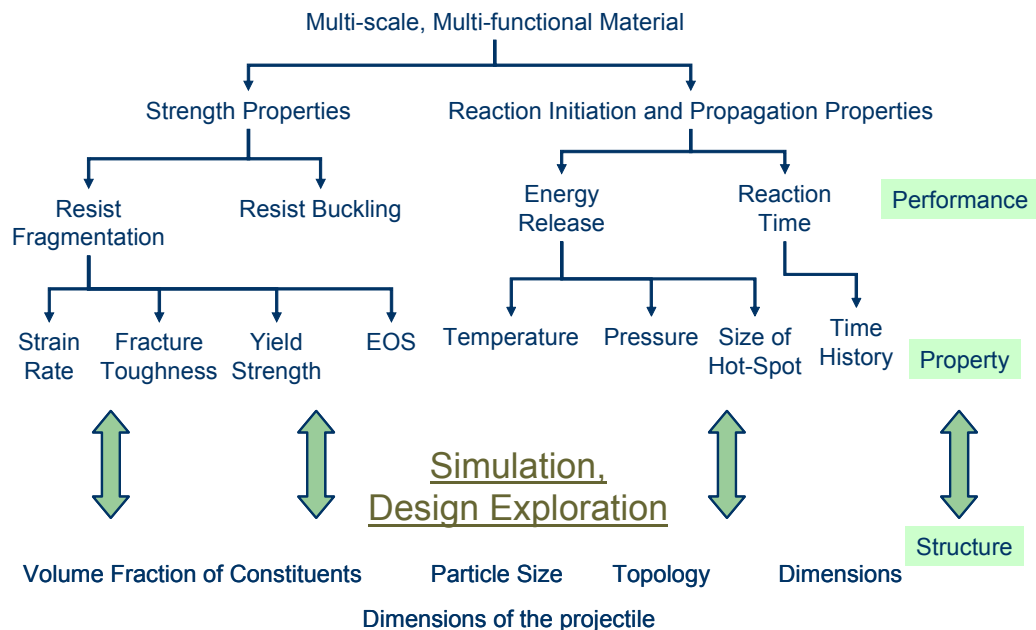 Multi-scale, Multi-functional Material
Strength Properties
Reaction Initiation and Propagation Properties
Resist
Fragmentation
Resist Buckling
Energy
Release
Reaction
Time
Performance
Strain
Rate
Fracture
Toughness
Yield
Strength
EOS
Temperature
Pressure
Size of
Hot-Spot
Time
History
Property
Simulation,
Design Exploration
Structure
Volume Fraction of Constituents
Particle Size
Topology
Dimensions
Dimensions of the projectile